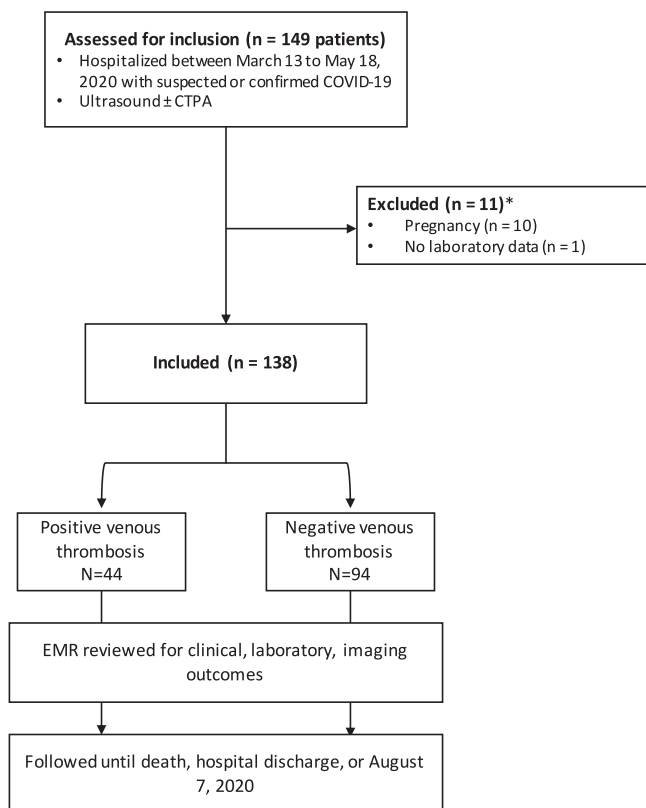 Assessed for inclusion (n = 149 patients)
• Hospitalized between March 13 to May 18,
2020 with suspected or confirmed COVID-19
• Ultrasound ± CTPA
Excluded (n = 11)*
• Pregnancy (n = 10)
• No laboratory data (n = 1)
Included (n = 138)
Positive venous
thrombosis
N=44
Negative venous
thrombosis
N=94
EMR reviewed for clinical, laboratory, imaging
outcomes
Followed until death, hospital discharge, or August
7, 2020